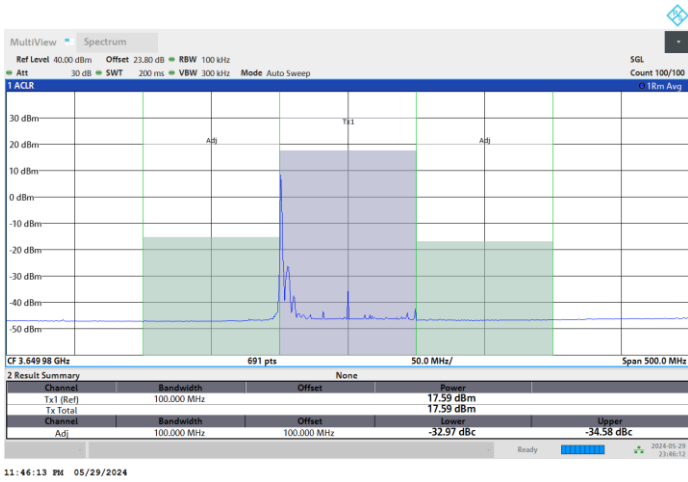 MultiView Spectrum
Ref Level 40.00 dBm Offset 23.80 dB RBW 100 kHz SGL
Att 30 dB SWT 200 ms VBW 300 kHz Mode Auto Sweep Count 100/100
1 ACLR 1Rm Avg
30 dBm
Tx1
20 dBm
Adj Adj
10 dBm
0 dBm
-10 dBm
-20 dBm
-30 dBm
-40 dBm
-50 dBm
CF 3.649 98 GHz 691 pts 50.0 MHz/ Span 500.0 MHz
2 Result Summary None
Channel Bandwidth Offset Power
Tx1 (Ref) 100.000 MHz 17.59 dBm
Tx Total 17.59 dBm
Channel Bandwidth Offset Lower Upper
Adj 100.000 MHz 100.000 MHz -32.97 dBc -34.58 dBc
Ready 2024-05-29
23:46:12
11:46:13 PM 05/29/2024